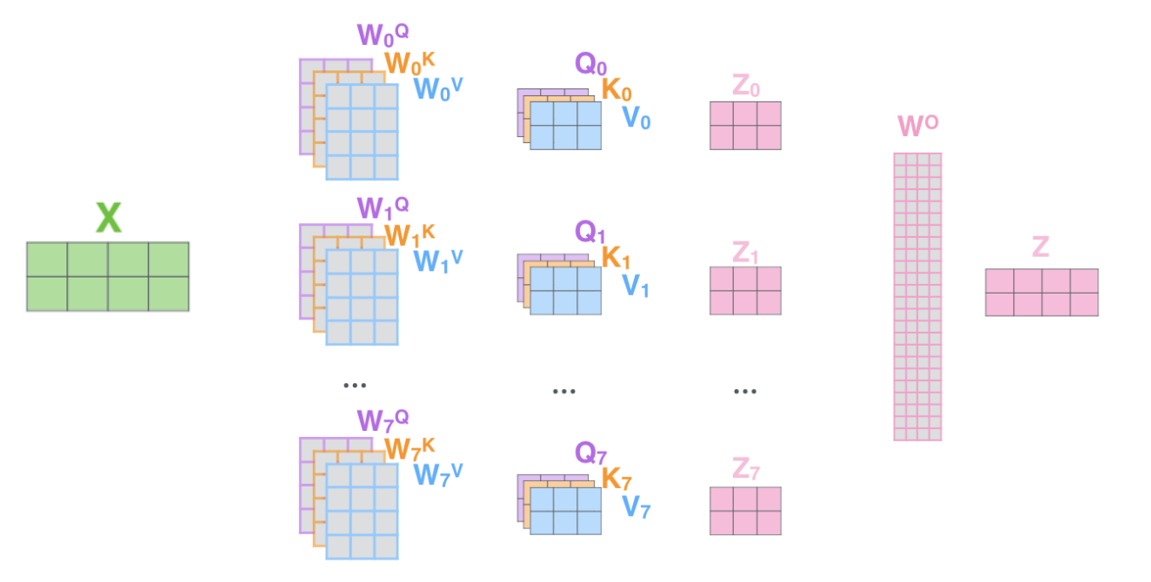 X
W₀Q
W₀K
W₀V
Q₀
K₀
V₀
Z₀
W₁Q
W₁K
W₁V
Q₁
K₁
V₁
Z₁
...
...
...
W₇Q
W₇K
W₇V
Q₇
K₇
V₇
Z₇
WO
Z